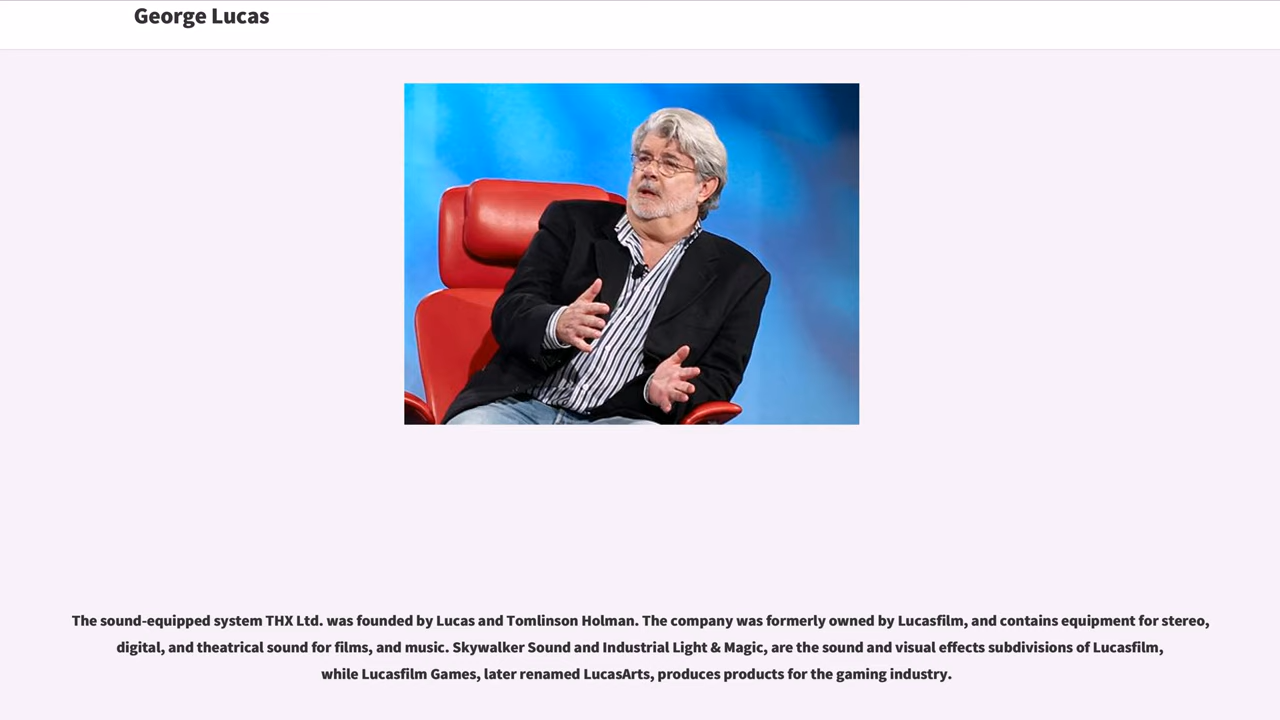 George Lucas
The sound-equipped system THX Ltd. was founded by Lucas and Tomlinson Holman. The company was formerly owned by Lucasfilm, and contains equipment for stereo,
digital, and theatrical sound for films, and music. Skywalker Sound and Industrial Light & Magic, are the sound and visual effects subdivisions of Lucasfilm,
while Lucasfilm Games, later renamed LucasArts, produces products for the gaming industry.